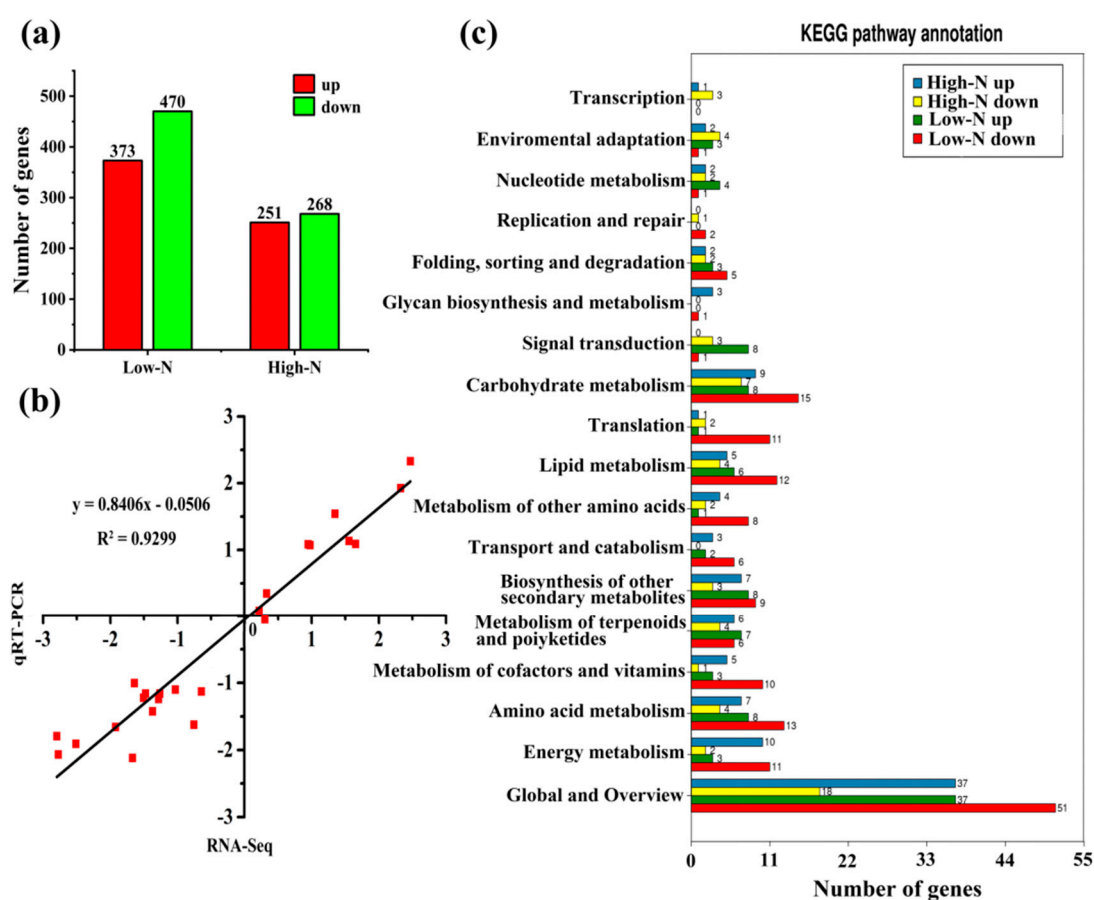 (a)
Number of genes
500
400
300
200
100
0
373
470
251
268
up
down
Low-N
High-N
(b)
qRT-PCR
3
2
1
-1
-2
-3
-3
-2
-1
0
1
2
3
y = 0.8406x - 0.0506
R² = 0.9299
RNA-Seq
(c)
KEGG pathway annotation
High-N up
High-N down
Low-N up
Low-N down
Transcription
1
3
0
0
Enviromental adaptation
2
4
3
1
Nucleotide metabolism
2
2
4
1
Replication and repair
0
1
0
2
Folding, sorting and degradation
2
2
3
5
Glycan biosynthesis and metabolism
3
0
0
1
Signal transduction
0
3
8
1
Carbohydrate metabolism
9
7
8
15
Translation
1
2
1
11
Lipid metabolism
5
4
6
12
Metabolism of other amino acids
4
2
1
8
Transport and catabolism
3
0
2
6
Biosynthesis of other
secondary metabolites
7
3
8
9
Metabolism of terpenoids
and poiyketides
6
4
7
6
Metabolism of cofactors and vitamins
5
1
3
10
Amino acid metabolism
7
4
8
13
Energy metabolism
10
2
3
11
Global and Overview
37
18
37
51
0
11
22
33
44
55
Number of genes